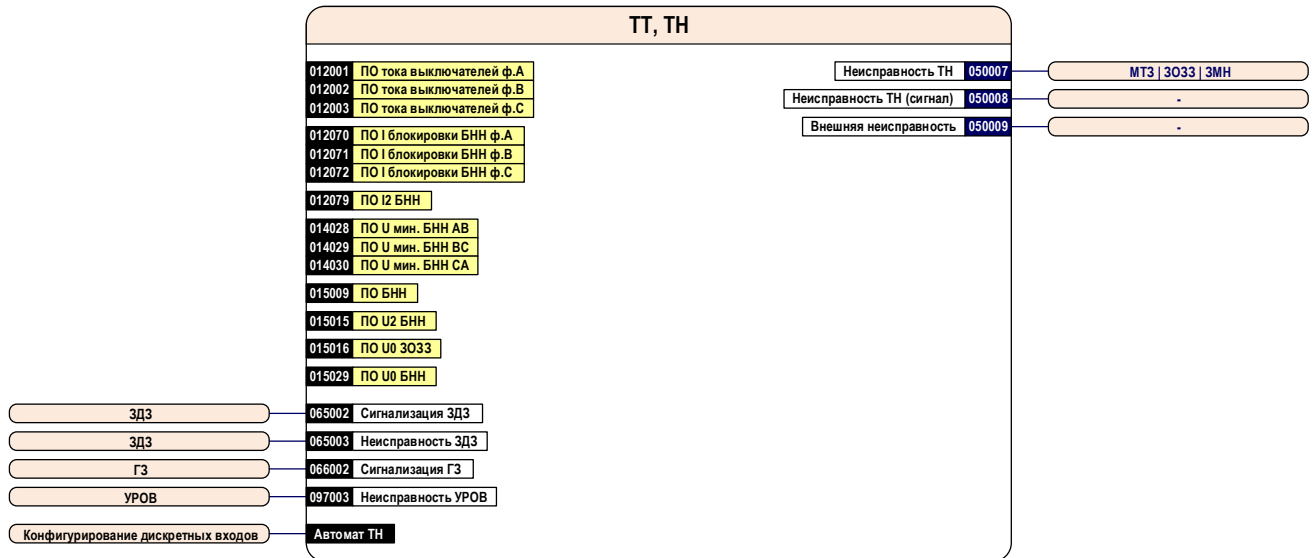 ТТ, ТН
012001 ПО тока выключателей ф.А
012002 ПО тока выключателей ф.В
012003 ПО тока выключателей ф.С
012070 ПО I блокировки БНН ф.А
012071 ПО I блокировки БНН ф.В
012072 ПО I блокировки БНН ф.С
012079 ПО I2 БНН
014028 ПО U мин. БНН АВ
014029 ПО U мин. БНН ВС
014030 ПО U мин. БНН СА
015009 ПО БНН
015015 ПО U2 БНН
015016 ПО U0 ЗОЗЗ
015029 ПО U0 БНН
ЗДЗ 065002 Сигнализация ЗДЗ
ЗДЗ 065003 Неисправность ЗДЗ
ГЗ 066002 Сигнализация ГЗ
УРОВ 097003 Неисправность УРОВ
Конфигурирование дискретных входов Автомат ТН
Неисправность ТН 050007 МТЗ | ЗОЗЗ | ЗМН
Неисправность ТН (сигнал) 050008 -
Внешняя неисправность 050009 -